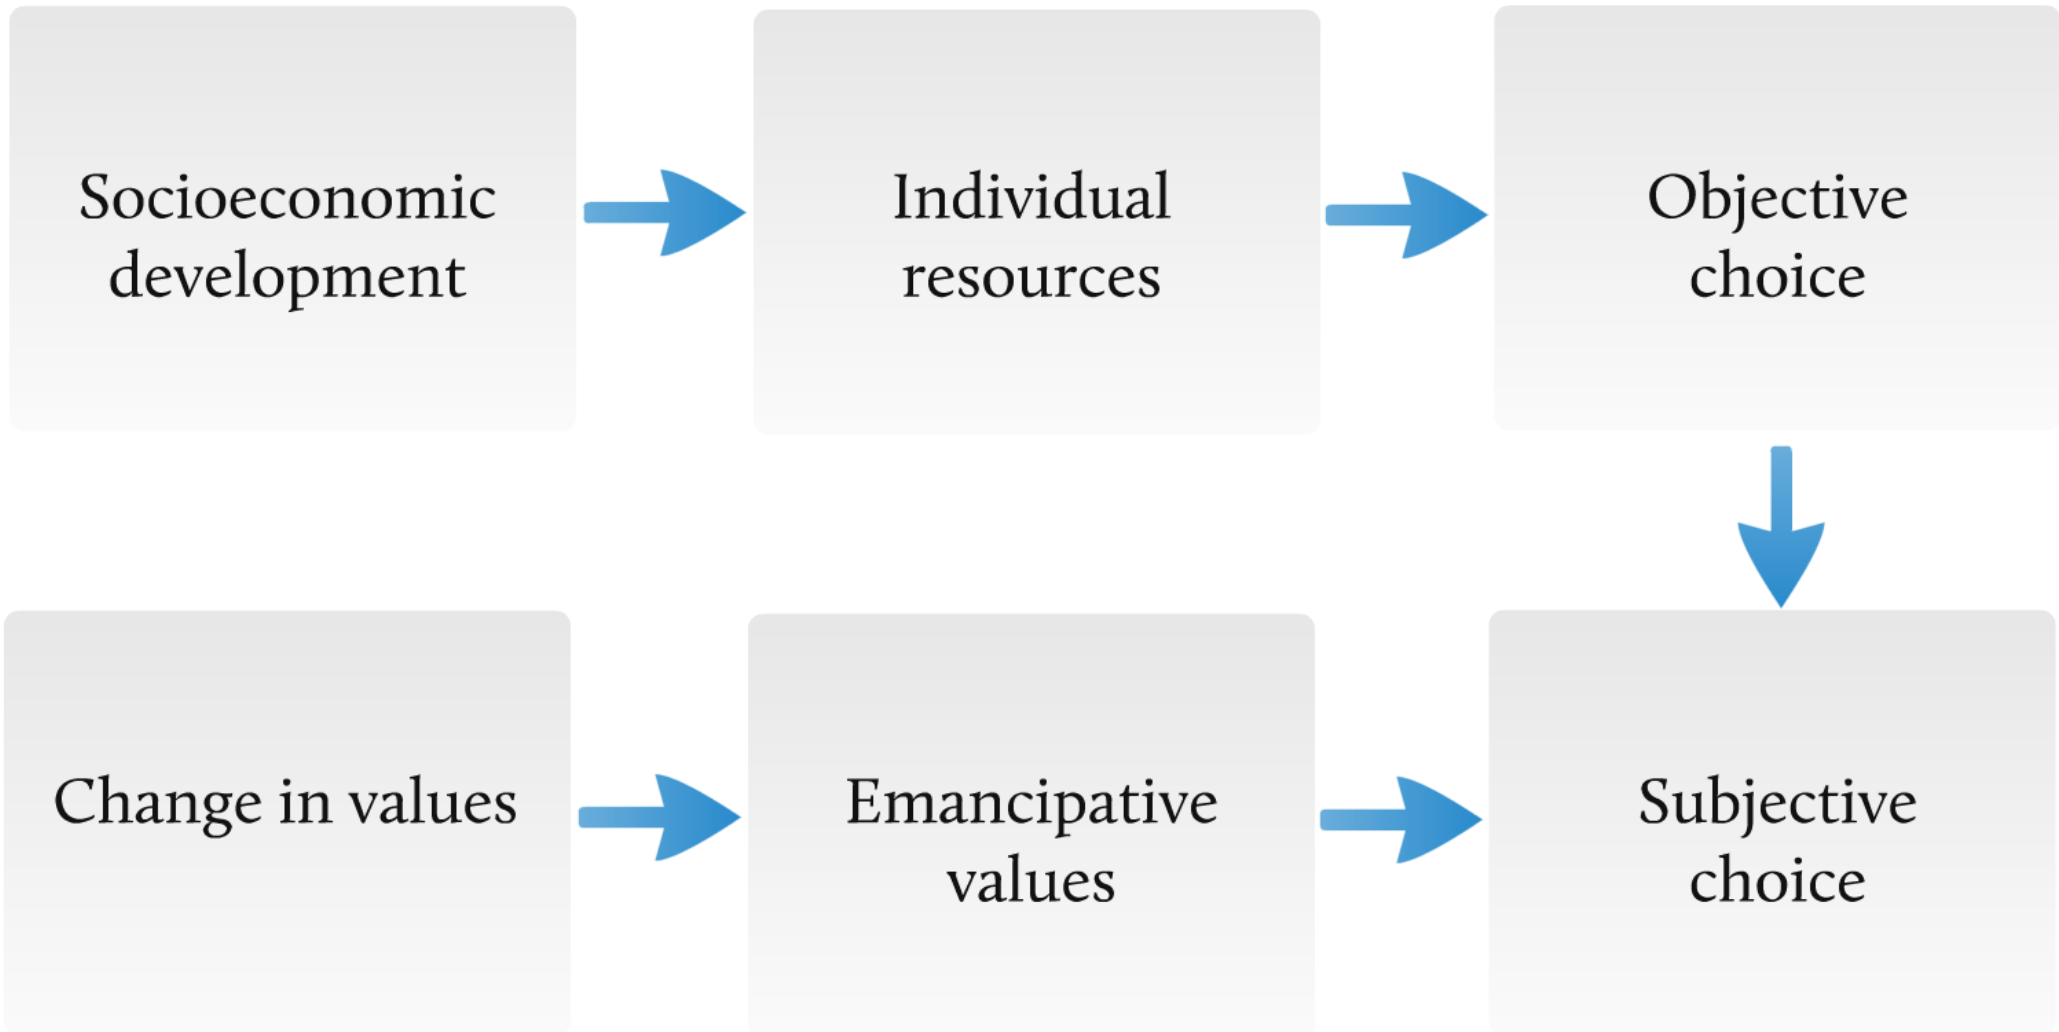 Socioeconomic
development
Individual
resources
Objective
choice
Change in values
Emancipative
values
Subjective
choice